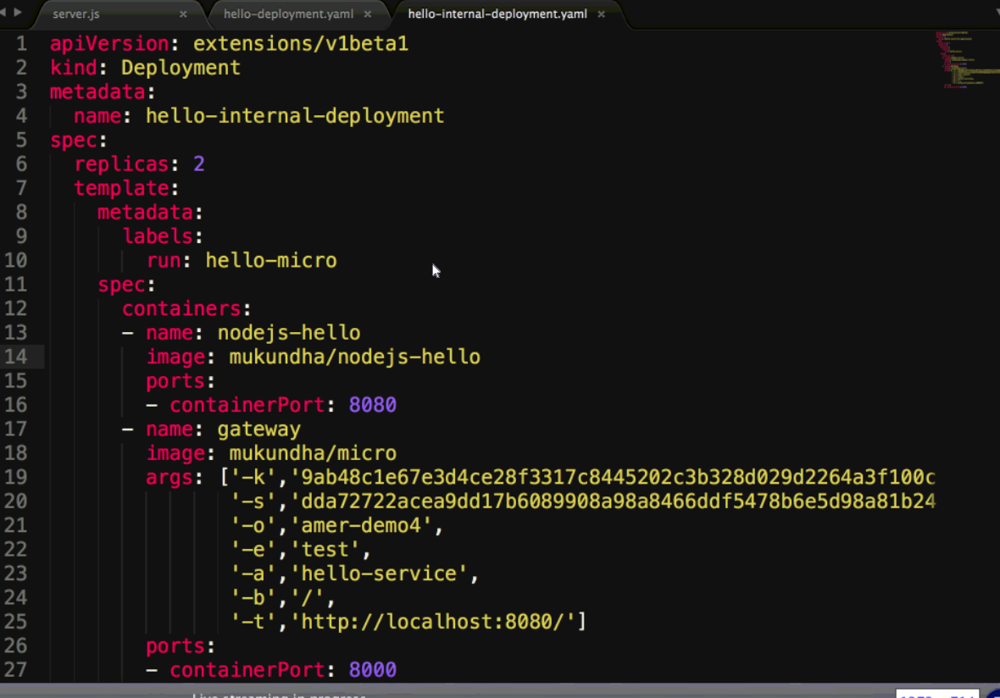 server.js × hello-deployment.yaml × hello-internal-deployment.yaml ×
1 apiVersion: extensions/v1beta1
2 kind: Deployment
3 metadata:
4   name: hello-internal-deployment
5 spec:
6   replicas: 2
7   template:
8     metadata:
9       labels:
10         run: hello-micro
11     spec:
12       containers:
13       - name: nodejs-hello
14         image: mukundha/nodejs-hello
15         ports:
16         - containerPort: 8080
17       - name: gateway
18         image: mukundha/micro
19         args: ['-k','9ab48c1e67e3d4ce28f3317c8445202c3b328d029d2264a3f100c
20                '-s','dda72722acea9dd17b6089908a98a8466ddf5478b6e5d98a81b24
21                '-o','amer-demo4',
22                '-e','test',
23                '-a','hello-service',
24                '-b','/',
25                '-t','http://localhost:8080/']
26         ports:
27         - containerPort: 8000
Live streaming in progress